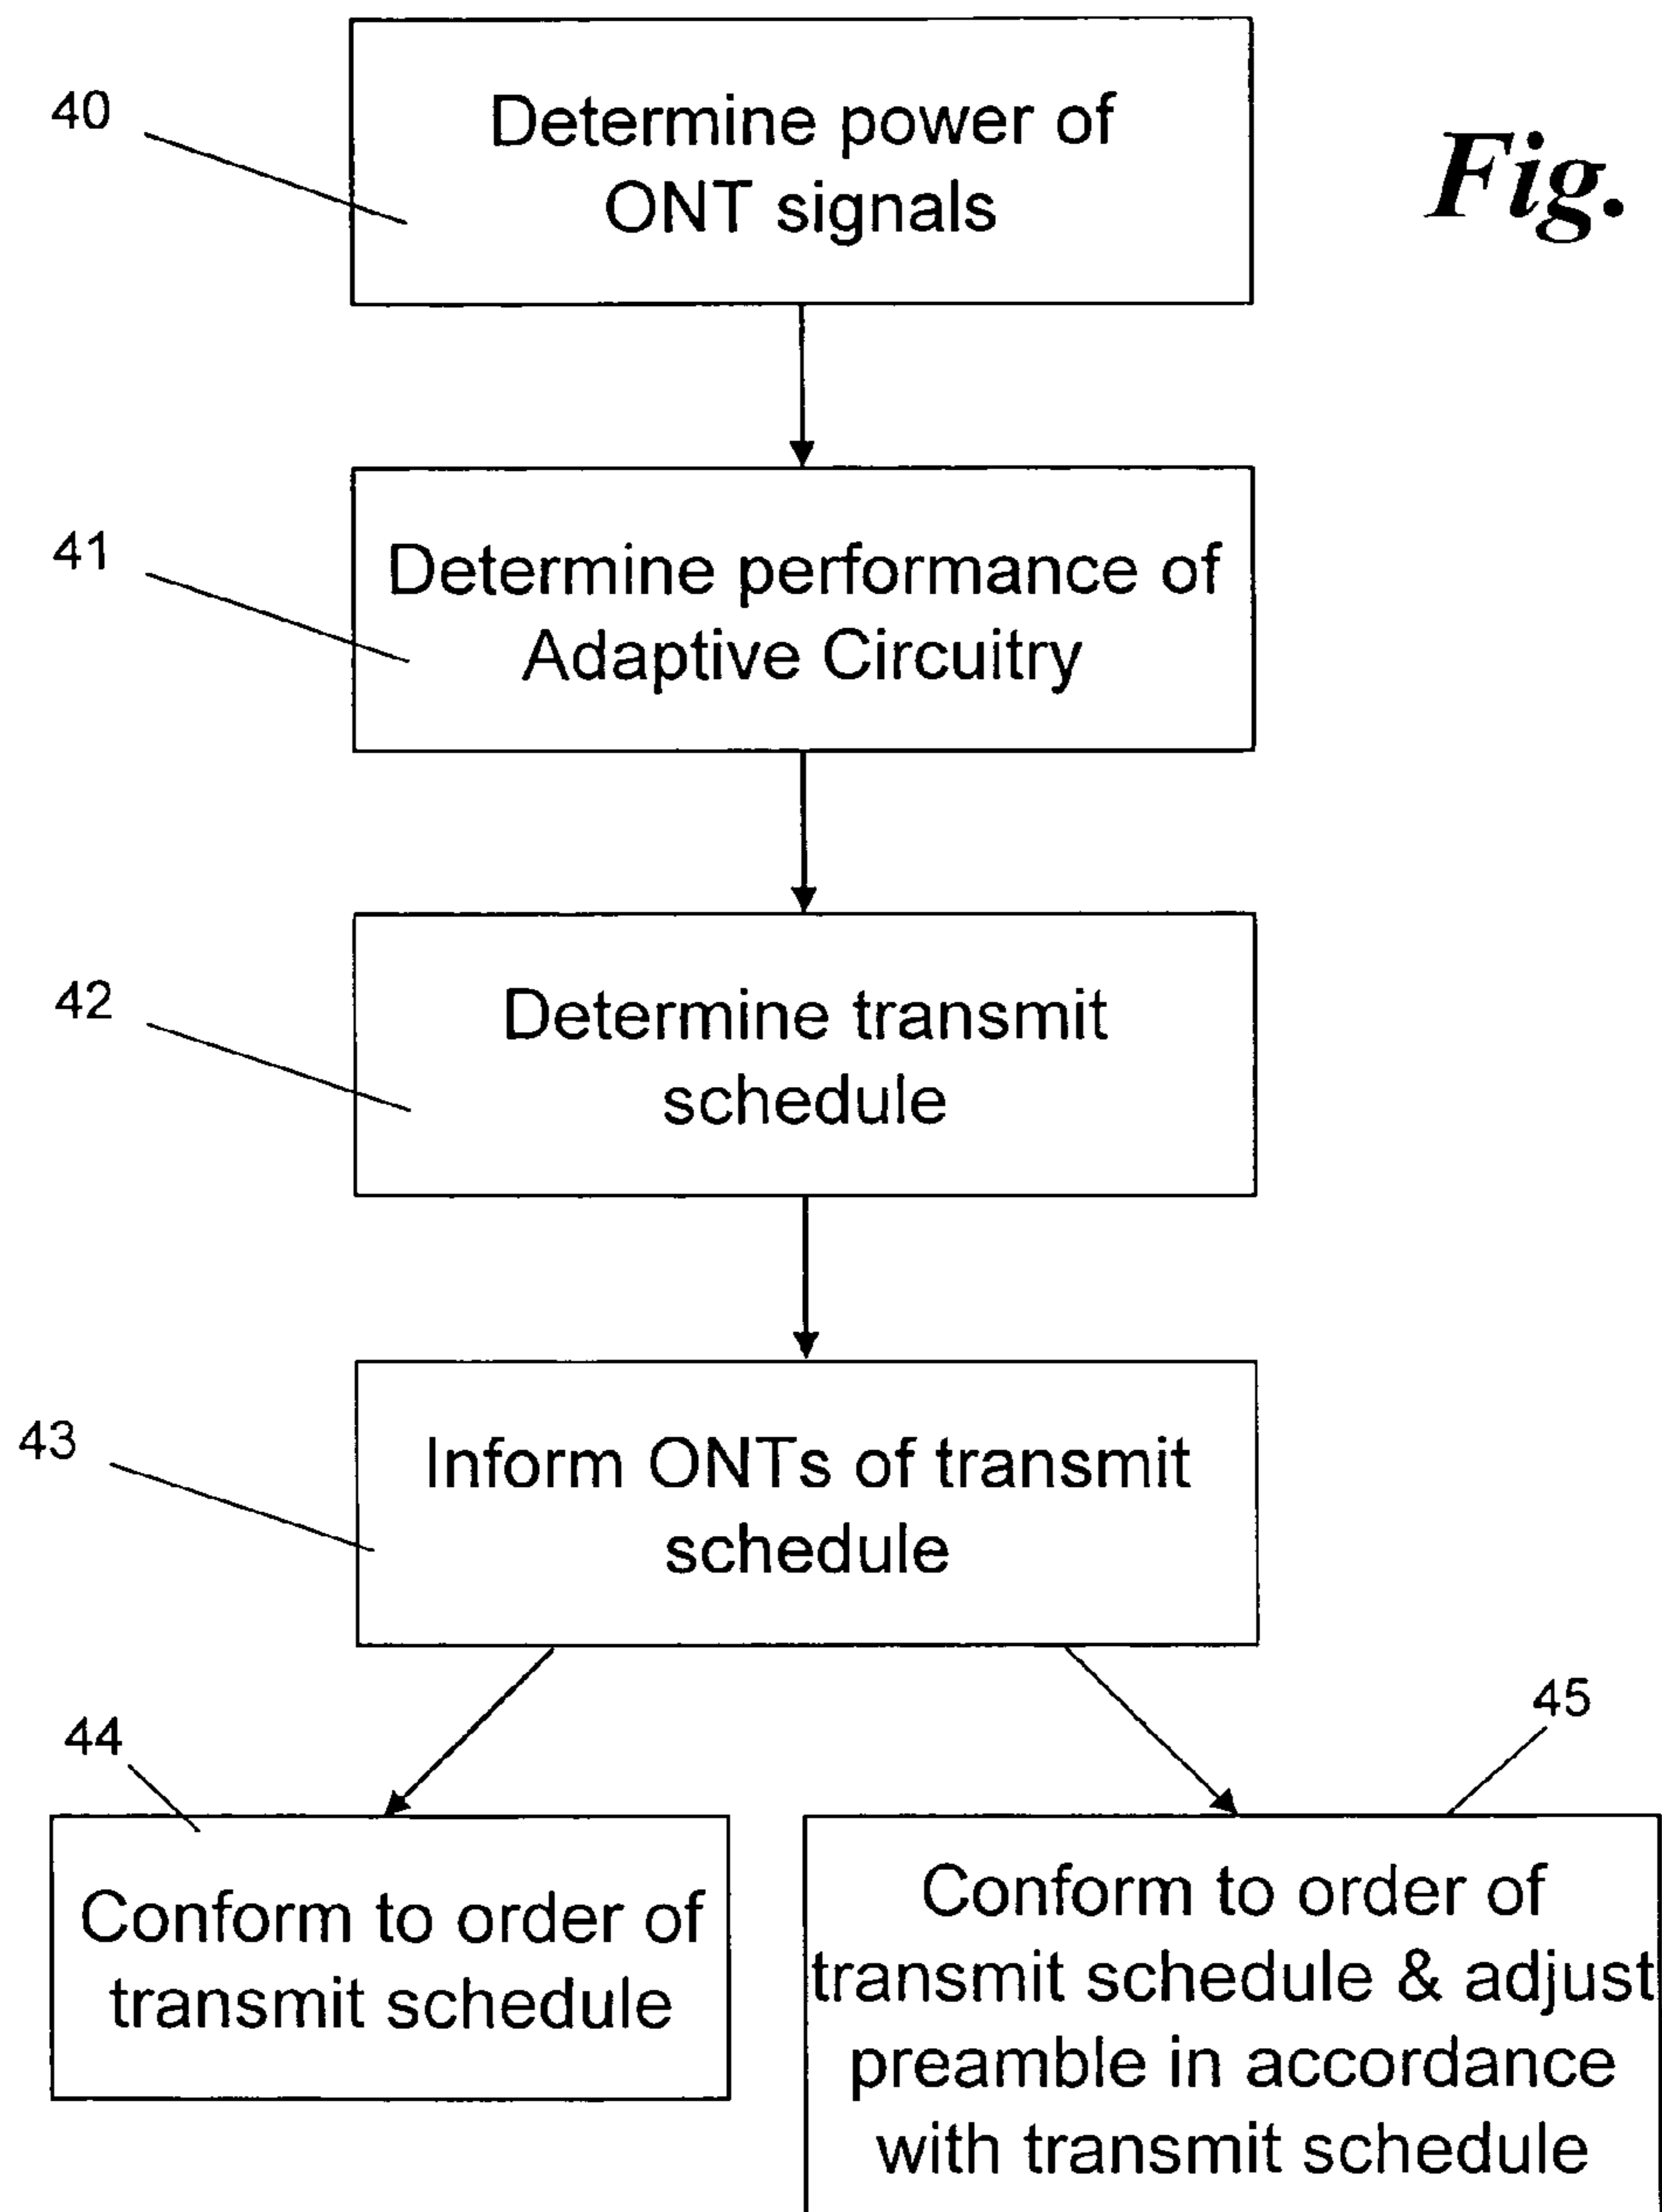 40
Determine power of
ONT signals
Fig.
41
Determine performance of
Adaptive Circuitry
42
Determine transmit
schedule
43
Inform ONTs of transmit
schedule
44
Conform to order of
transmit schedule
45
Conform to order of
transmit schedule & adjust
preamble in accordance
with transmit schedule